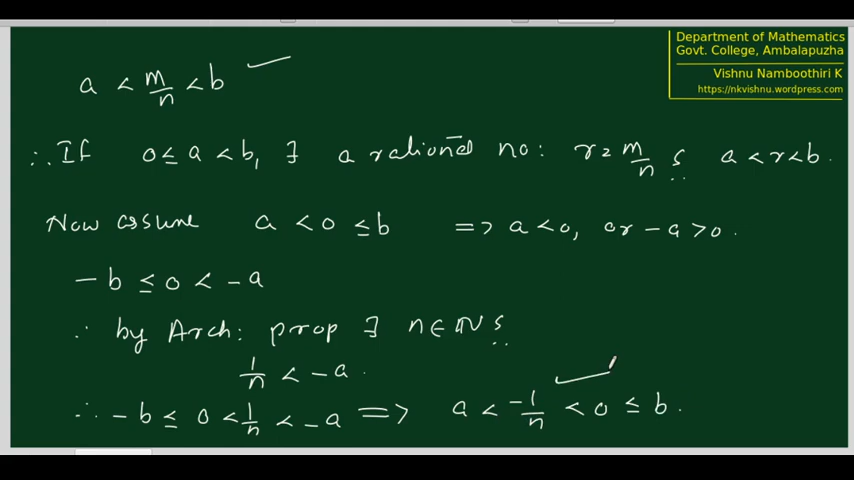 Department of Mathematics
Govt. College, Ambalapuzha
Vishnu Namboothiri K
https://nkvishnu.wordpress.com
a < m/n < b ✓
∴ If 0 ≤ a < b, ∃ a rational no: r = m/n s.. a < r < b.
Now assume a < 0 ≤ b ⟹ a < 0, or -a > 0.
-b ≤ 0 < -a
∴ by Arch: prop ∃ n ∈ ℕ s..
1/n < -a.
∴ -b ≤ 0 < 1/n < -a ⟹ a < -1/n < 0 ≤ b.